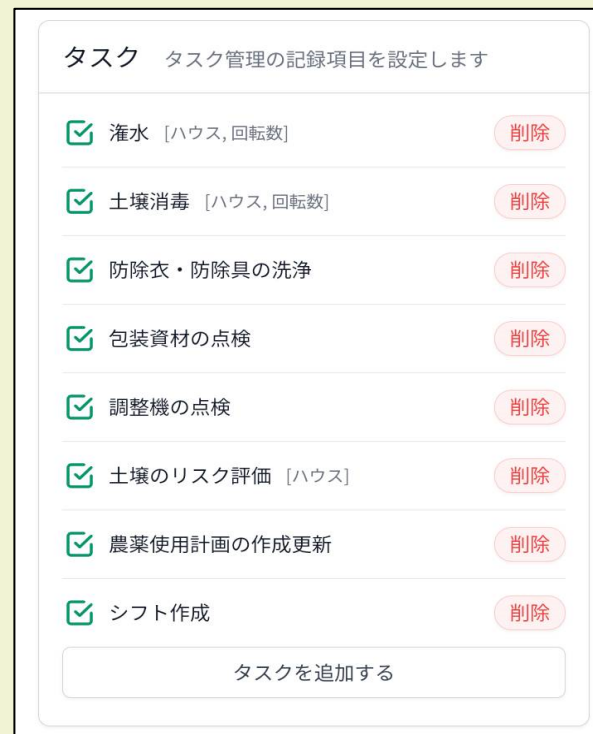 タスク タスク管理の記録項目を設定します
潅水 [ハウス, 回転数] 削除
土壌消毒 [ハウス, 回転数] 削除
防除衣・防除具の洗浄 削除
包装資材の点検 削除
調整機の点検 削除
土壌のリスク評価 [ハウス] 削除
農薬使用計画の作成更新 削除
シフト作成 削除
タスクを追加する